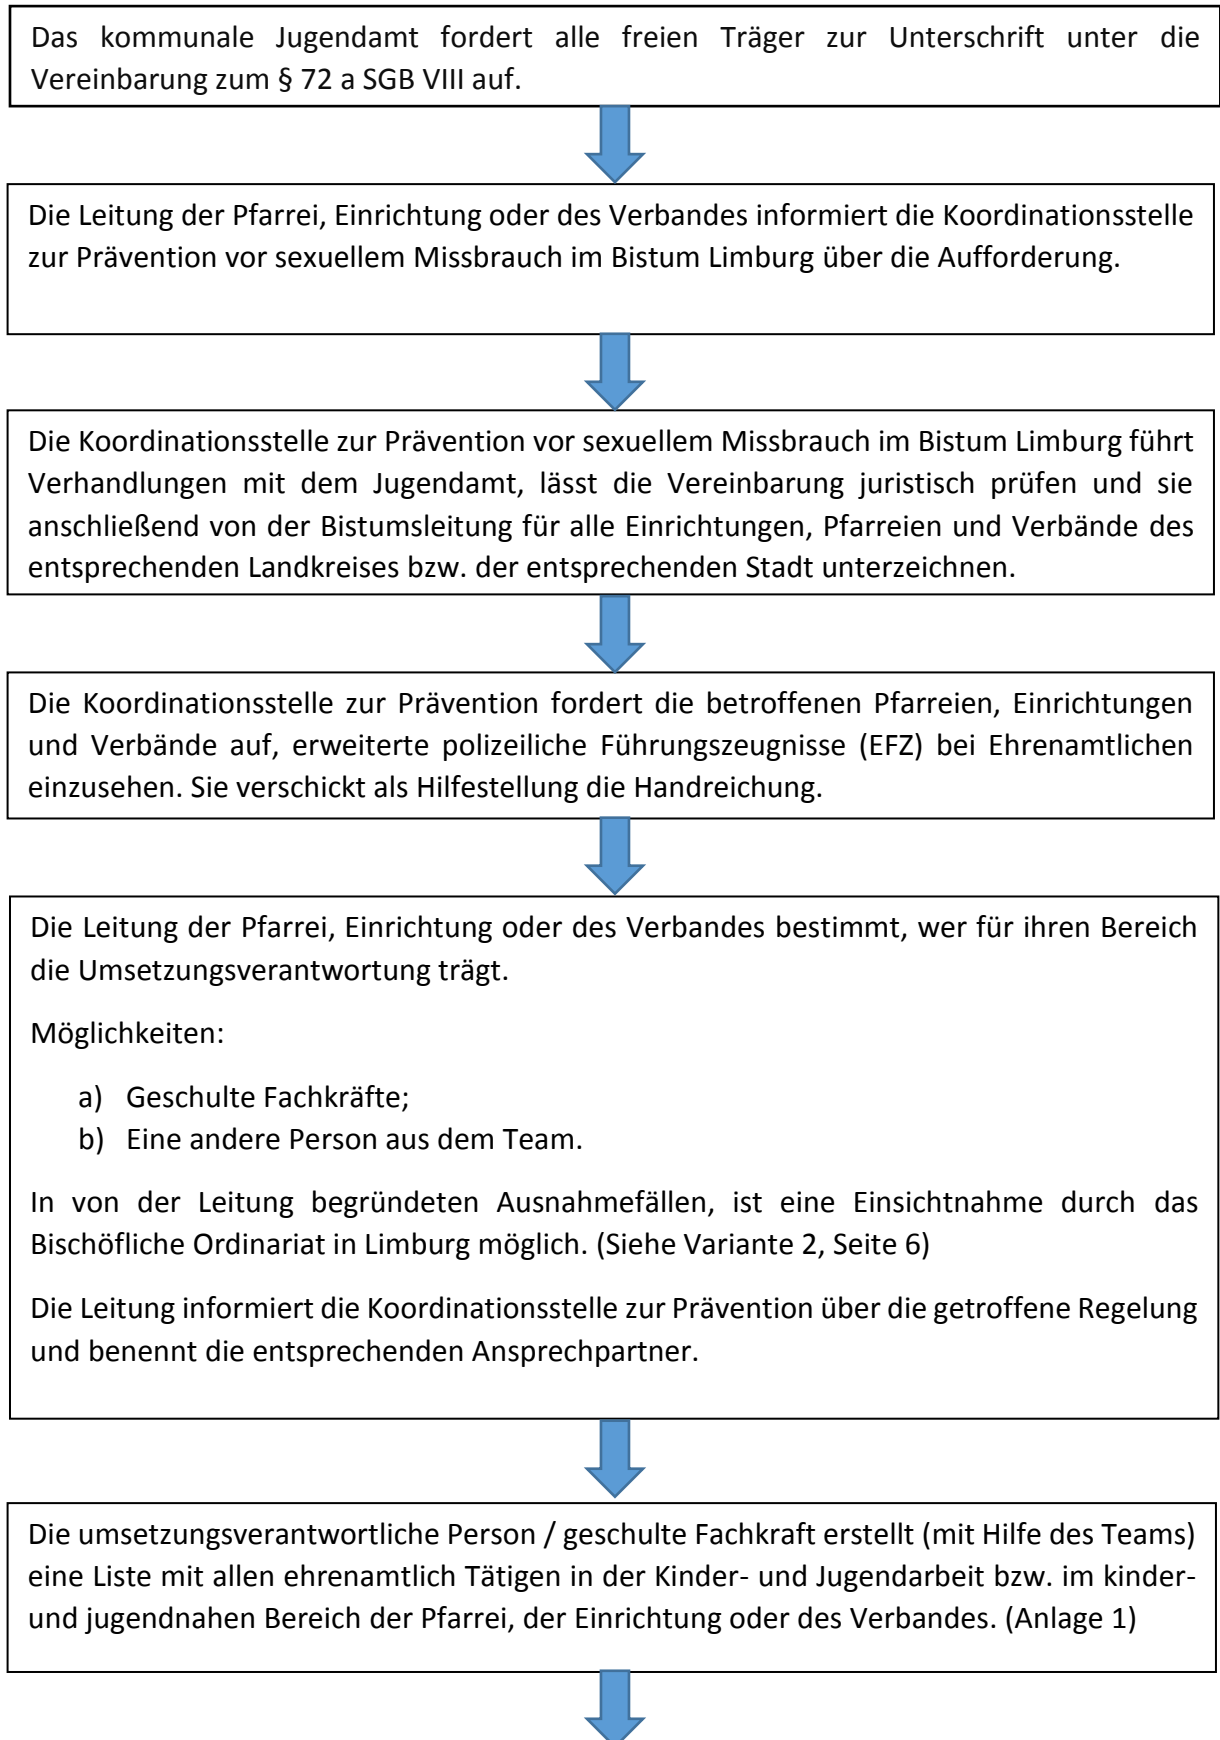 Das kommunale Jugendamt fordert alle freien Träger zur Unterschrift unter die
Vereinbarung zum § 72 a SGB VIII auf.
Die Leitung der Pfarrei, Einrichtung oder des Verbandes informiert die Koordinationsstelle
zur Prävention vor sexuellem Missbrauch im Bistum Limburg über die Aufforderung.
Die Koordinationsstelle zur Prävention vor sexuellem Missbrauch im Bistum Limburg führt
Verhandlungen mit dem Jugendamt, lässt die Vereinbarung juristisch prüfen und sie
anschließend von der Bistumsleitung für alle Einrichtungen, Pfarreien und Verbände des
entsprechenden Landkreises bzw. der entsprechenden Stadt unterzeichnen.
Die Koordinationsstelle zur Prävention fordert die betroffenen Pfarreien, Einrichtungen
und Verbände auf, erweiterte polizeiliche Führungszeugnisse (EFZ) bei Ehrenamtlichen
einzusehen. Sie verschickt als Hilfestellung die Handreichung.
Die Leitung der Pfarrei, Einrichtung oder des Verbandes bestimmt, wer für ihren Bereich
die Umsetzungsverantwortung trägt.
Möglichkeiten:
a) Geschulte Fachkräfte;
b) Eine andere Person aus dem Team.
In von der Leitung begründeten Ausnahmefällen, ist eine Einsichtnahme durch das
Bischöfliche Ordinariat in Limburg möglich. (Siehe Variante 2, Seite 6)
Die Leitung informiert die Koordinationsstelle zur Prävention über die getroffene Regelung
und benennt die entsprechenden Ansprechpartner.
Die umsetzungsverantwortliche Person / geschulte Fachkraft erstellt (mit Hilfe des Teams)
eine Liste mit allen ehrenamtlich Tätigen in der Kinder- und Jugendarbeit bzw. im kinder-
und jugendnahen Bereich der Pfarrei, der Einrichtung oder des Verbandes. (Anlage 1)